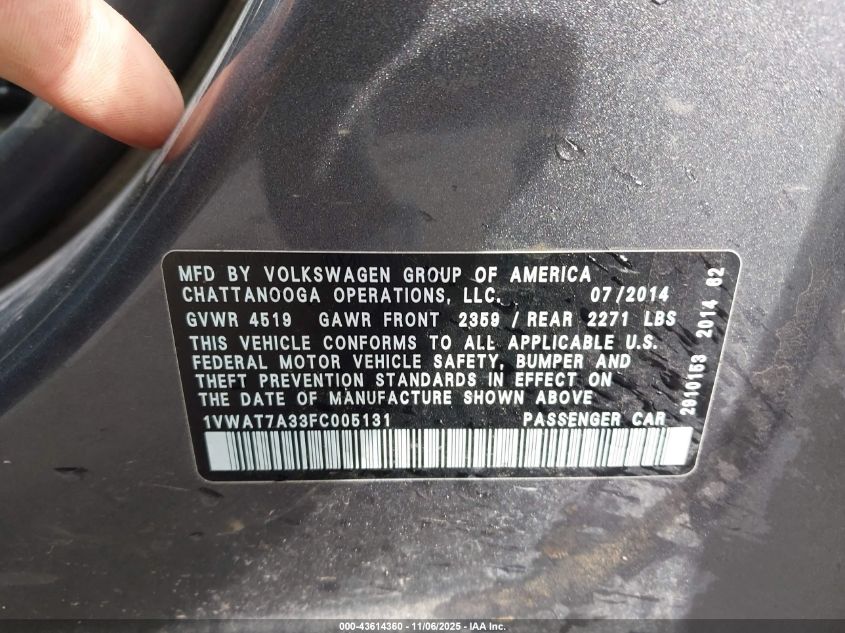 MFD BY VOLKSWAGEN GROUP OF AMERICA
CHATTANOOGA OPERATIONS, LLC. 07/2014
GVWR 4519 GAWR FRONT 2359 / REAR 2271 LBS
THIS VEHICLE CONFORMS TO ALL APPLICABLE U.S.
FEDERAL MOTOR VEHICLE SAFETY, BUMPER AND
THEFT PREVENTION STANDARDS IN EFFECT ON
THE DATE OF MANUFACTURE SHOWN ABOVE
1VWAT7A33FC005131 PASSENGER CAR
2910153 2014 62
000-43614360 - 11/06/2025 - IAA Inc.